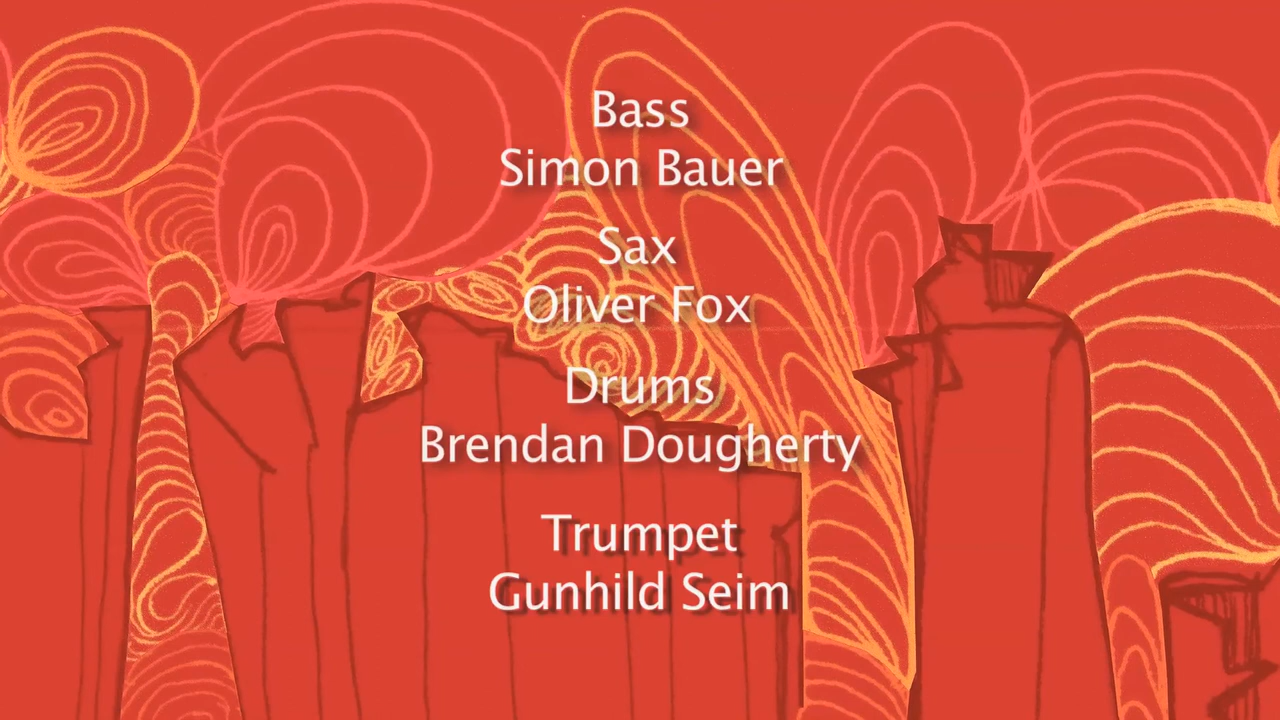 Bass
Simon Bauer
Sax
Oliver Fox
Drums
Brendan Dougherty
Trumpet
Gunhild Seim